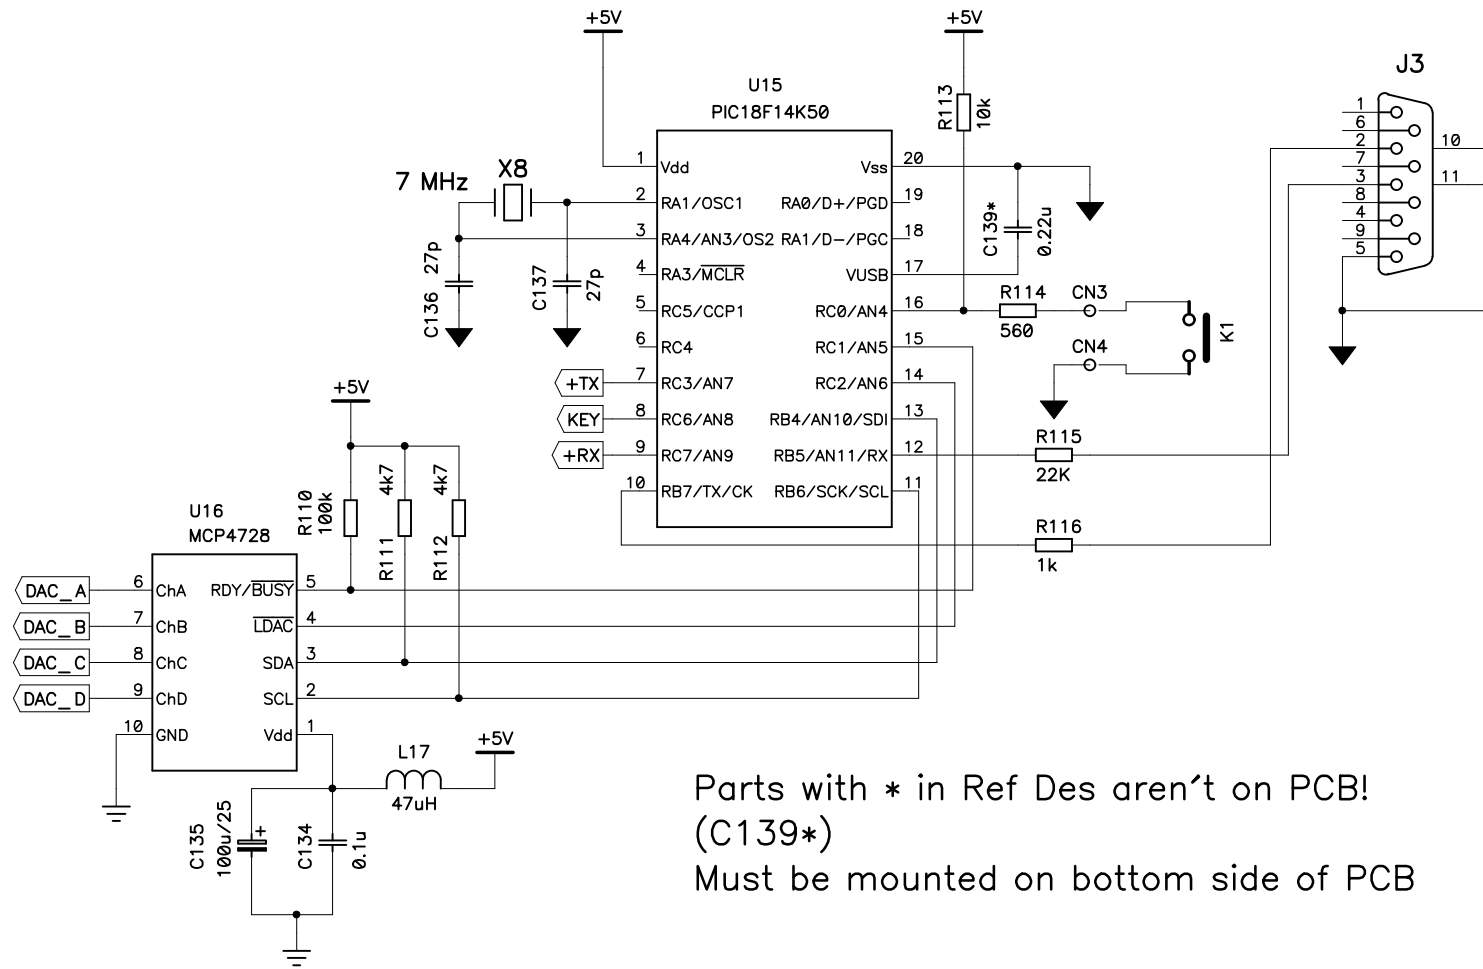 +5V
+5V
U15
PIC18F14K50
J3
R113
10k
1
Vdd
Vss
20
7 MHz
X8
2
RA1/OSC1
RA0/D+/PGD
19
3
RA4/AN3/OS2
RA1/D-/PGC
18
C139*
0.22u
4
RA3/MCLR
VUSB
17
C136
27p
C137
27p
5
RC5/CCP1
RC0/AN4
16
R114
560
CN3
CN4
K1
6
RC4
RC1/AN5
15
+TX
7
RC3/AN7
RC2/AN6
14
KEY
8
RC6/AN8
RB4/AN10/SDI
13
+RX
9
RC7/AN9
RB5/AN11/RX
12
R115
22K
10
RB7/TX/CK
RB6/SCK/SCL
11
R116
1k
1
6
2
7
3
8
4
9
5
10
11
+5V
R110
100k
R111
4k7
R112
4k7
U16
MCP4728
DAC_A
6
ChA
RDY/BUSY
5
DAC_B
7
ChB
LDAC
4
DAC_C
8
ChC
SDA
3
DAC_D
9
ChD
SCL
2
10
GND
Vdd
1
L17
47uH
+5V
C135
100u/25
+
C134
0.1u
Parts with * in Ref Des aren't on PCB!
(C139*)
Must be mounted on bottom side of PCB